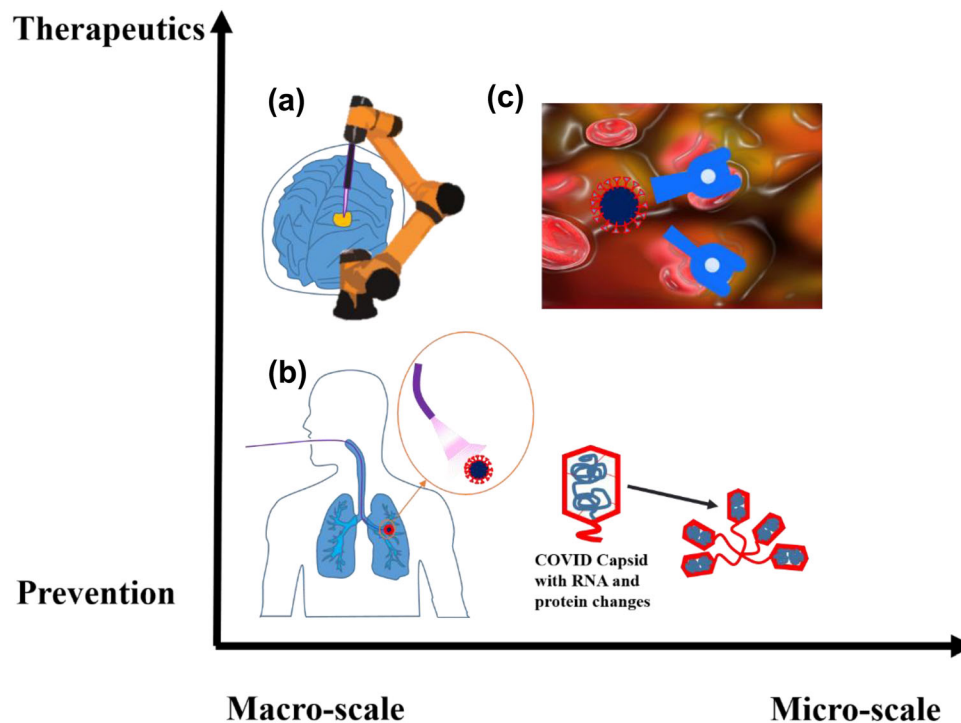 Therapeutics
(a)
(c)
(b)
COVID Capsid
with RNA and
protein changes
Prevention
Macro-scale
Micro-scale